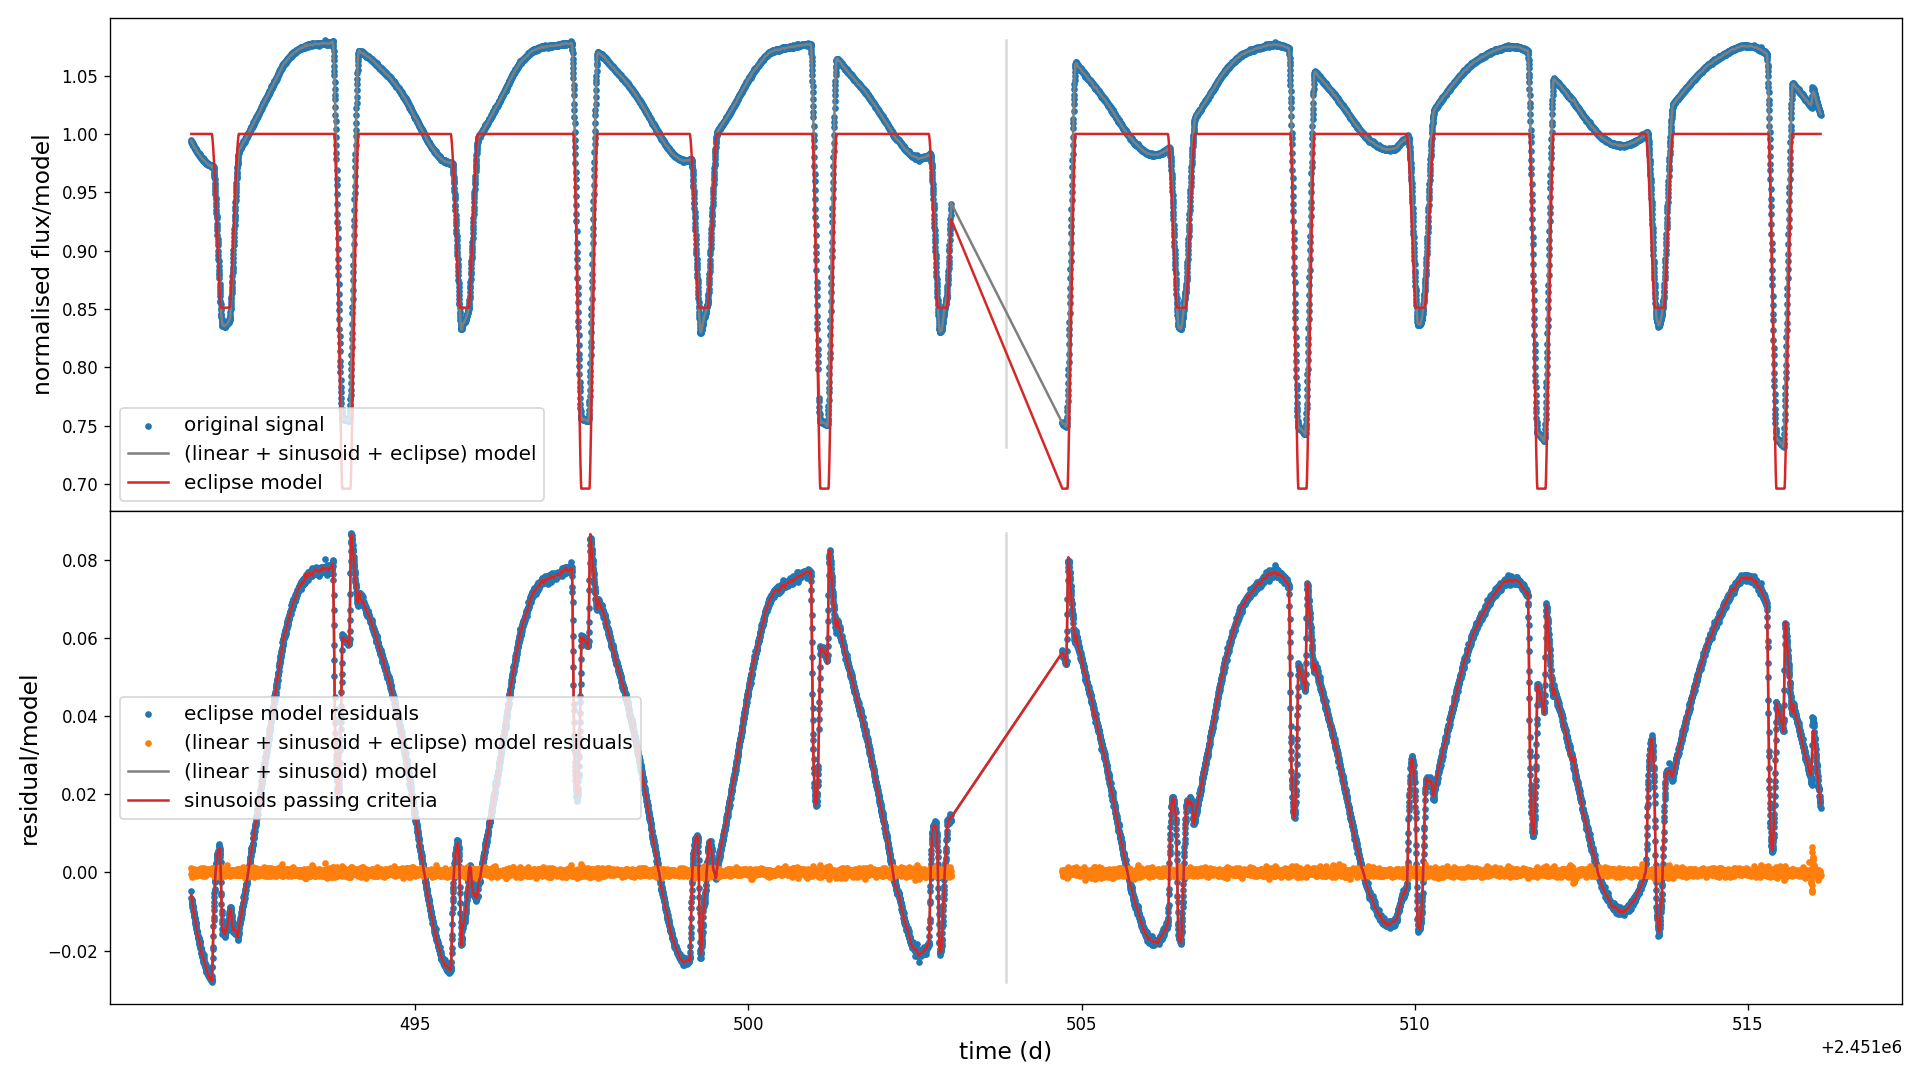 normalised flux/model
1.05
1.00
0.95
0.90
0.85
0.80
0.75
0.70
original signal
(linear + sinusoid + eclipse) model
eclipse model
residual/model
0.08
0.06
0.04
0.02
0.00
−0.02
eclipse model residuals
(linear + sinusoid + eclipse) model residuals
(linear + sinusoid) model
sinusoids passing criteria
495 500 505 510 515
time (d)
+2.451e6